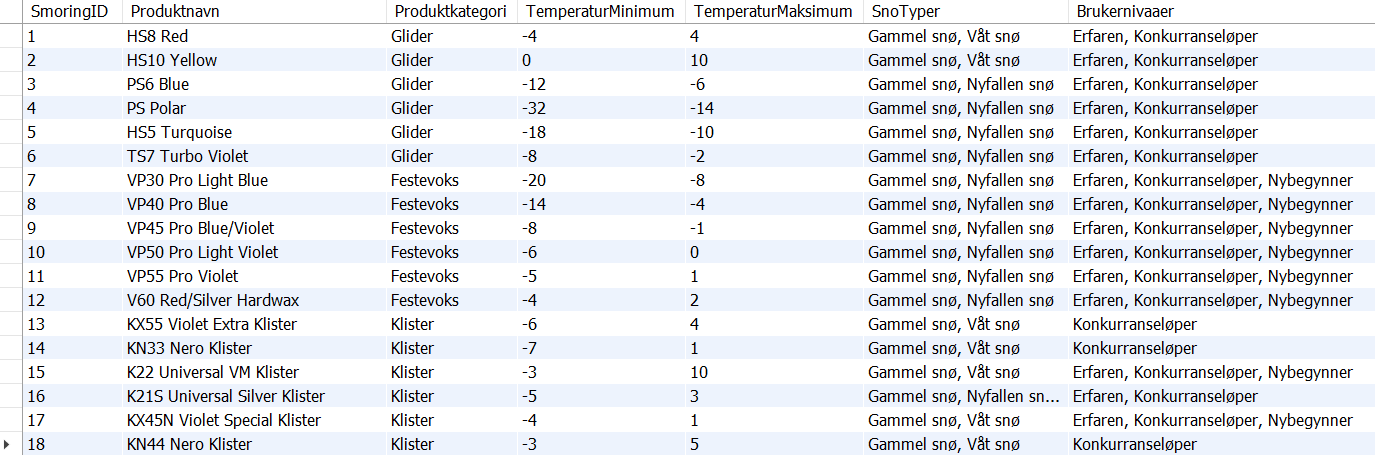 SmoringID Produktnavn Produktkategori TemperaturMinimum TemperaturMaksimum SnoTyper Brukernivaaer
1 HS8 Red Glider -4 4 Gammel snø, Våt snø Erfaren, Konkurranseløper
2 HS10 Yellow Glider 0 10 Gammel snø, Våt snø Erfaren, Konkurranseløper
3 PS6 Blue Glider -12 -6 Gammel snø, Nyfallen snø Erfaren, Konkurranseløper
4 PS Polar Glider -32 -14 Gammel snø, Nyfallen snø Erfaren, Konkurranseløper
5 HS5 Turquoise Glider -18 -10 Gammel snø, Nyfallen snø Erfaren, Konkurranseløper
6 TS7 Turbo Violet Glider -8 -2 Gammel snø, Nyfallen snø Erfaren, Konkurranseløper
7 VP30 Pro Light Blue Festevoks -20 -8 Gammel snø, Nyfallen snø Erfaren, Konkurranseløper, Nybegynner
8 VP40 Pro Blue Festevoks -14 -4 Gammel snø, Nyfallen snø Erfaren, Konkurranseløper, Nybegynner
9 VP45 Pro Blue/Violet Festevoks -8 -1 Gammel snø, Nyfallen snø Erfaren, Konkurranseløper, Nybegynner
10 VP50 Pro Light Violet Festevoks -6 0 Gammel snø, Nyfallen snø Erfaren, Konkurranseløper, Nybegynner
11 VP55 Pro Violet Festevoks -5 1 Gammel snø, Nyfallen snø Erfaren, Konkurranseløper, Nybegynner
12 V60 Red/Silver Hardwax Festevoks -4 2 Gammel snø, Nyfallen snø Erfaren, Konkurranseløper, Nybegynner
13 KX55 Violet Extra Klister Klister -6 4 Gammel snø, Våt snø Konkurranseløper
14 KN33 Nero Klister Klister -7 1 Gammel snø, Våt snø Konkurranseløper
15 K22 Universal VM Klister Klister -3 10 Gammel snø, Våt snø Erfaren, Konkurranseløper, Nybegynner
16 K21S Universal Silver Klister Klister -5 3 Gammel snø, Nyfallen sn... Erfaren, Konkurranseløper
17 KX45N Violet Special Klister Klister -4 1 Gammel snø, Våt snø Erfaren, Konkurranseløper, Nybegynner
18 KN44 Nero Klister Klister -3 5 Gammel snø, Våt snø Konkurranseløper